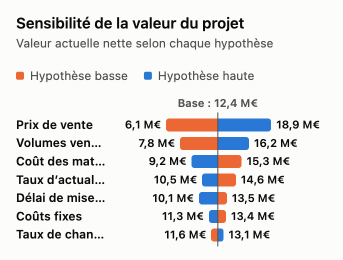 Sensibilité de la valeur du projet
Valeur actuelle nette selon chaque hypothèse
Hypothèse basse Hypothèse haute
Base : 12,4 M€
Prix de vente 6,1 M€ 18,9 M€
Volumes ven... 7,8 M€ 16,2 M€
Coût des mat... 9,2 M€ 15,3 M€
Taux d'actual... 10,5 M€ 14,6 M€
Délai de mise... 10,1 M€ 13,5 M€
Coûts fixes 11,3 M€ 13,4 M€
Taux de chan... 11,6 M€ 13,1 M€